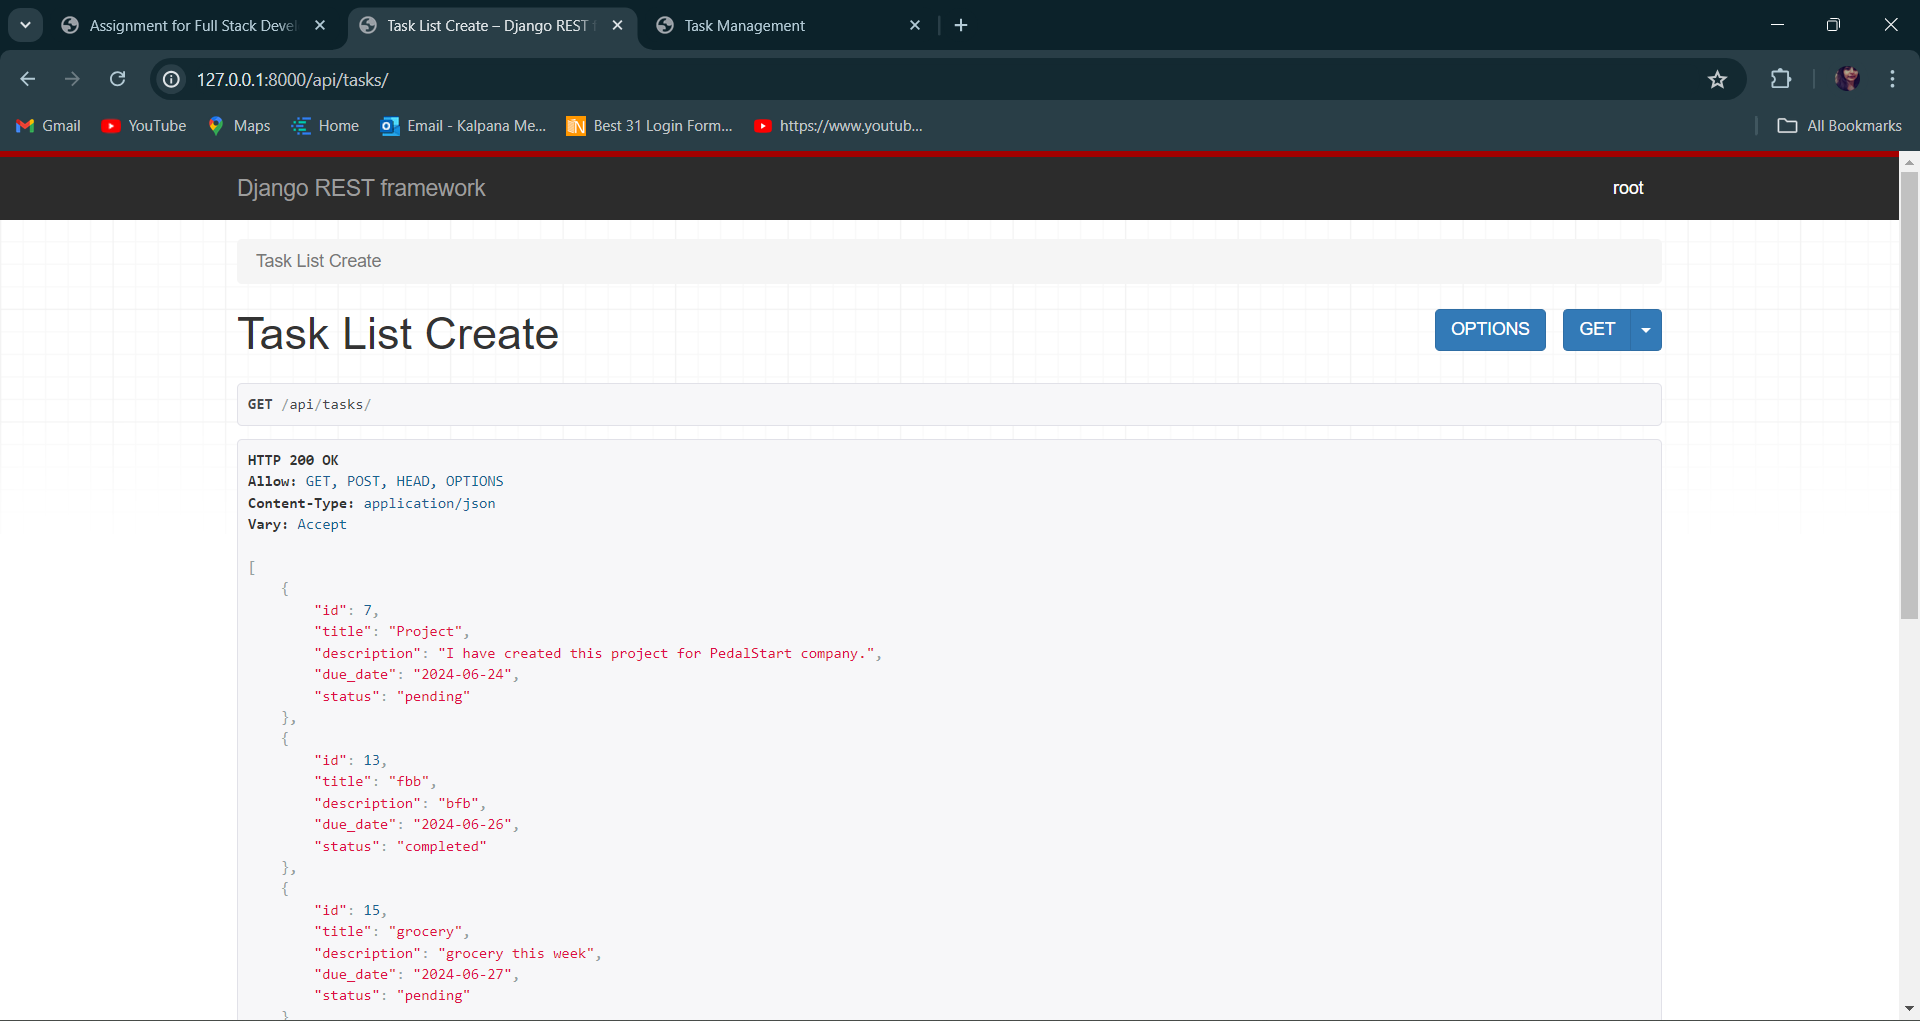 Assignment for Full Stack Devel
Task List Create – Django REST f
Task Management
127.0.0.1:8000/api/tasks/
Gmail
YouTube
Maps
Home
Email - Kalpana Me...
Best 31 Login Form...
https://www.youtub...
All Bookmarks
Django REST framework
root
Task List Create
Task List Create
OPTIONS
GET
GET /api/tasks/
HTTP 200 OK
Allow: GET, POST, HEAD, OPTIONS
Content-Type: application/json
Vary: Accept
[
{
"id": 7,
"title": "Project",
"description": "I have created this project for PedalStart company.",
"due_date": "2024-06-24",
"status": "pending"
},
{
"id": 13,
"title": "fbb",
"description": "bfb",
"due_date": "2024-06-26",
"status": "completed"
},
{
"id": 15,
"title": "grocery",
"description": "grocery this week",
"due_date": "2024-06-27",
"status": "pending"
}